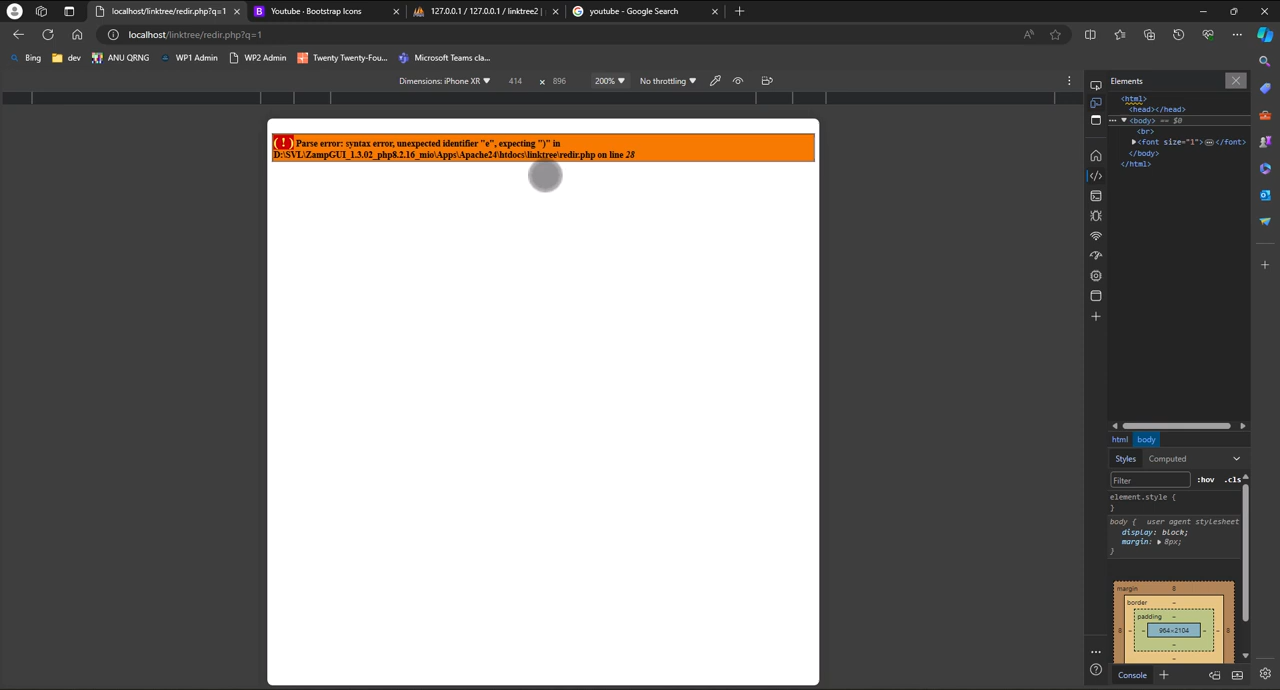 localhost/linktree/redir.php?q=1
Youtube · Bootstrap Icons
127.0.0.1 / 127.0.0.1 / linktree2 |
youtube - Google Search
localhost/linktree/redir.php?q=1
Bing
dev
ANU QRNG
WP1 Admin
WP2 Admin
Twenty Twenty-Fou...
Microsoft Teams cla...
Dimensions: iPhone XR
414
896
200%
No throttling
Elements
<html>
<head></head>
<body> == $0
<br>
<font size="1"> </font>
</body>
</html>
Parse error: syntax error, unexpected identifier "e", expecting ")" in
D:\SVL\ZampGUI_1.3.02_php8.2.16_mio\Apps\Apache24\htdocs\linktree\redir.php on line 28
html
body
Styles
Computed
Filter
:hov
.cls
element.style {
}
body {
user agent stylesheet
display: block;
margin: 8px;
}
margin
8
border
–
padding
–
8
–
–
964×2104
–
–
8
–
–
Console